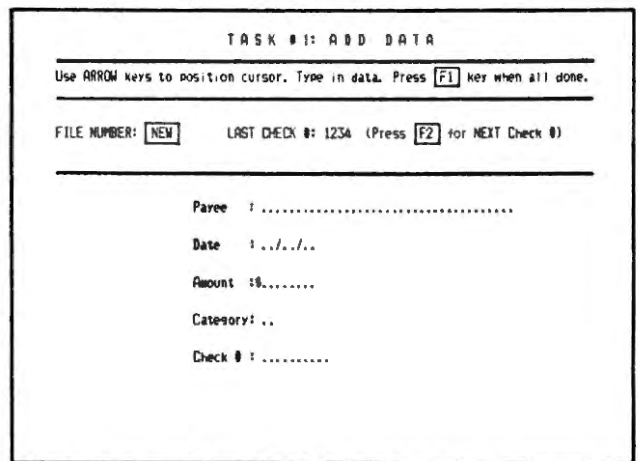 TASK #1: ADD DATA
Use ARROW keys to position cursor. Type in data. Press F1 key when all done.
FILE NUMBER: NEW LAST CHECK #: 1234 (Press F2 for NEXT Check #)
Payee : ...................................
Date : ../../..
Amount :$........
Category: ..
Check # : ..........